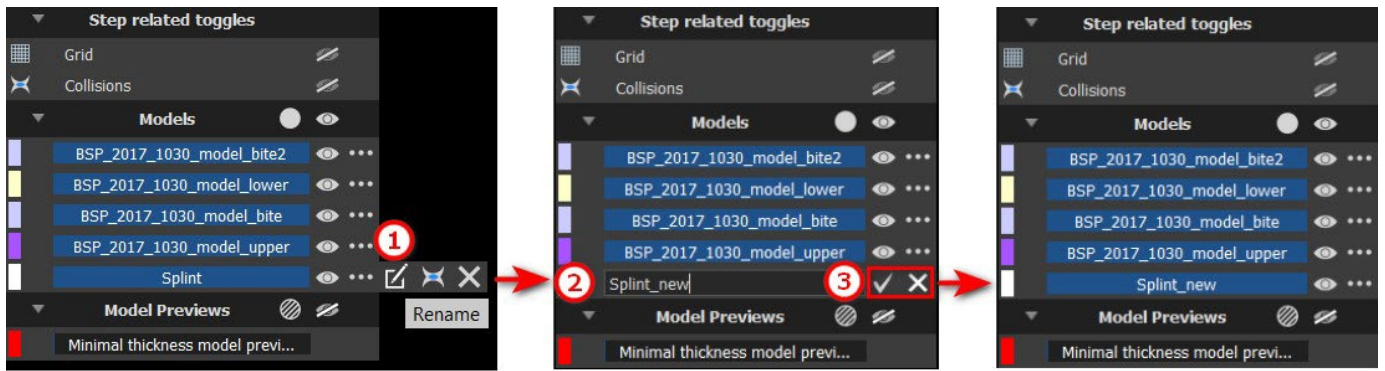 Step related toggles
Grid
Collisions
Models
BSP_2017_1030_model_bite2
BSP_2017_1030_model_lower
BSP_2017_1030_model_bite
BSP_2017_1030_model_upper
1
Splint
Model Previews
Rename
Minimal thickness model previ...
Step related toggles
Grid
Collisions
Models
BSP_2017_1030_model_bite2
BSP_2017_1030_model_lower
BSP_2017_1030_model_bite
BSP_2017_1030_model_upper
2
Splint_new
3
Model Previews
Minimal thickness model previ...
Step related toggles
Grid
Collisions
Models
BSP_2017_1030_model_bite2
BSP_2017_1030_model_lower
BSP_2017_1030_model_bite
BSP_2017_1030_model_upper
Splint_new
Model Previews
Minimal thickness model previ...